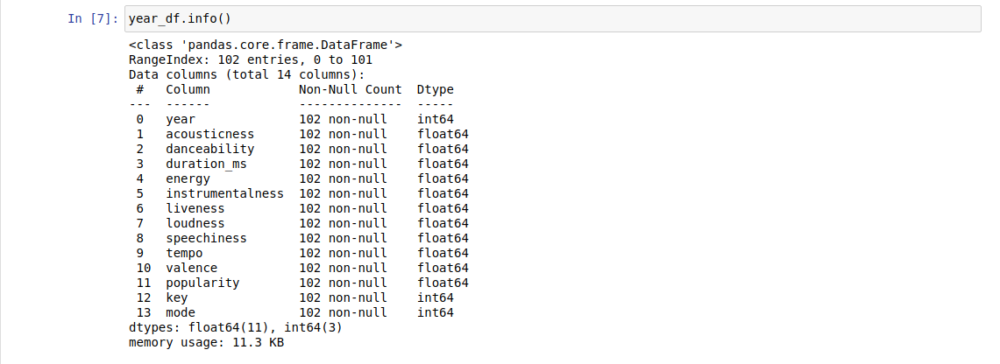 In [7]: year_df.info()
<class 'pandas.core.frame.DataFrame'>
RangeIndex: 102 entries, 0 to 101
Data columns (total 14 columns):
 #   Column            Non-Null Count  Dtype
---  ------            --------------  -----
 0   year              102 non-null    int64
 1   acousticness      102 non-null    float64
 2   danceability      102 non-null    float64
 3   duration_ms       102 non-null    float64
 4   energy            102 non-null    float64
 5   instrumentalness  102 non-null    float64
 6   liveness          102 non-null    float64
 7   loudness          102 non-null    float64
 8   speechiness       102 non-null    float64
 9   tempo             102 non-null    float64
 10  valence           102 non-null    float64
 11  popularity        102 non-null    float64
 12  key               102 non-null    int64
 13  mode              102 non-null    int64
dtypes: float64(11), int64(3)
memory usage: 11.3 KB